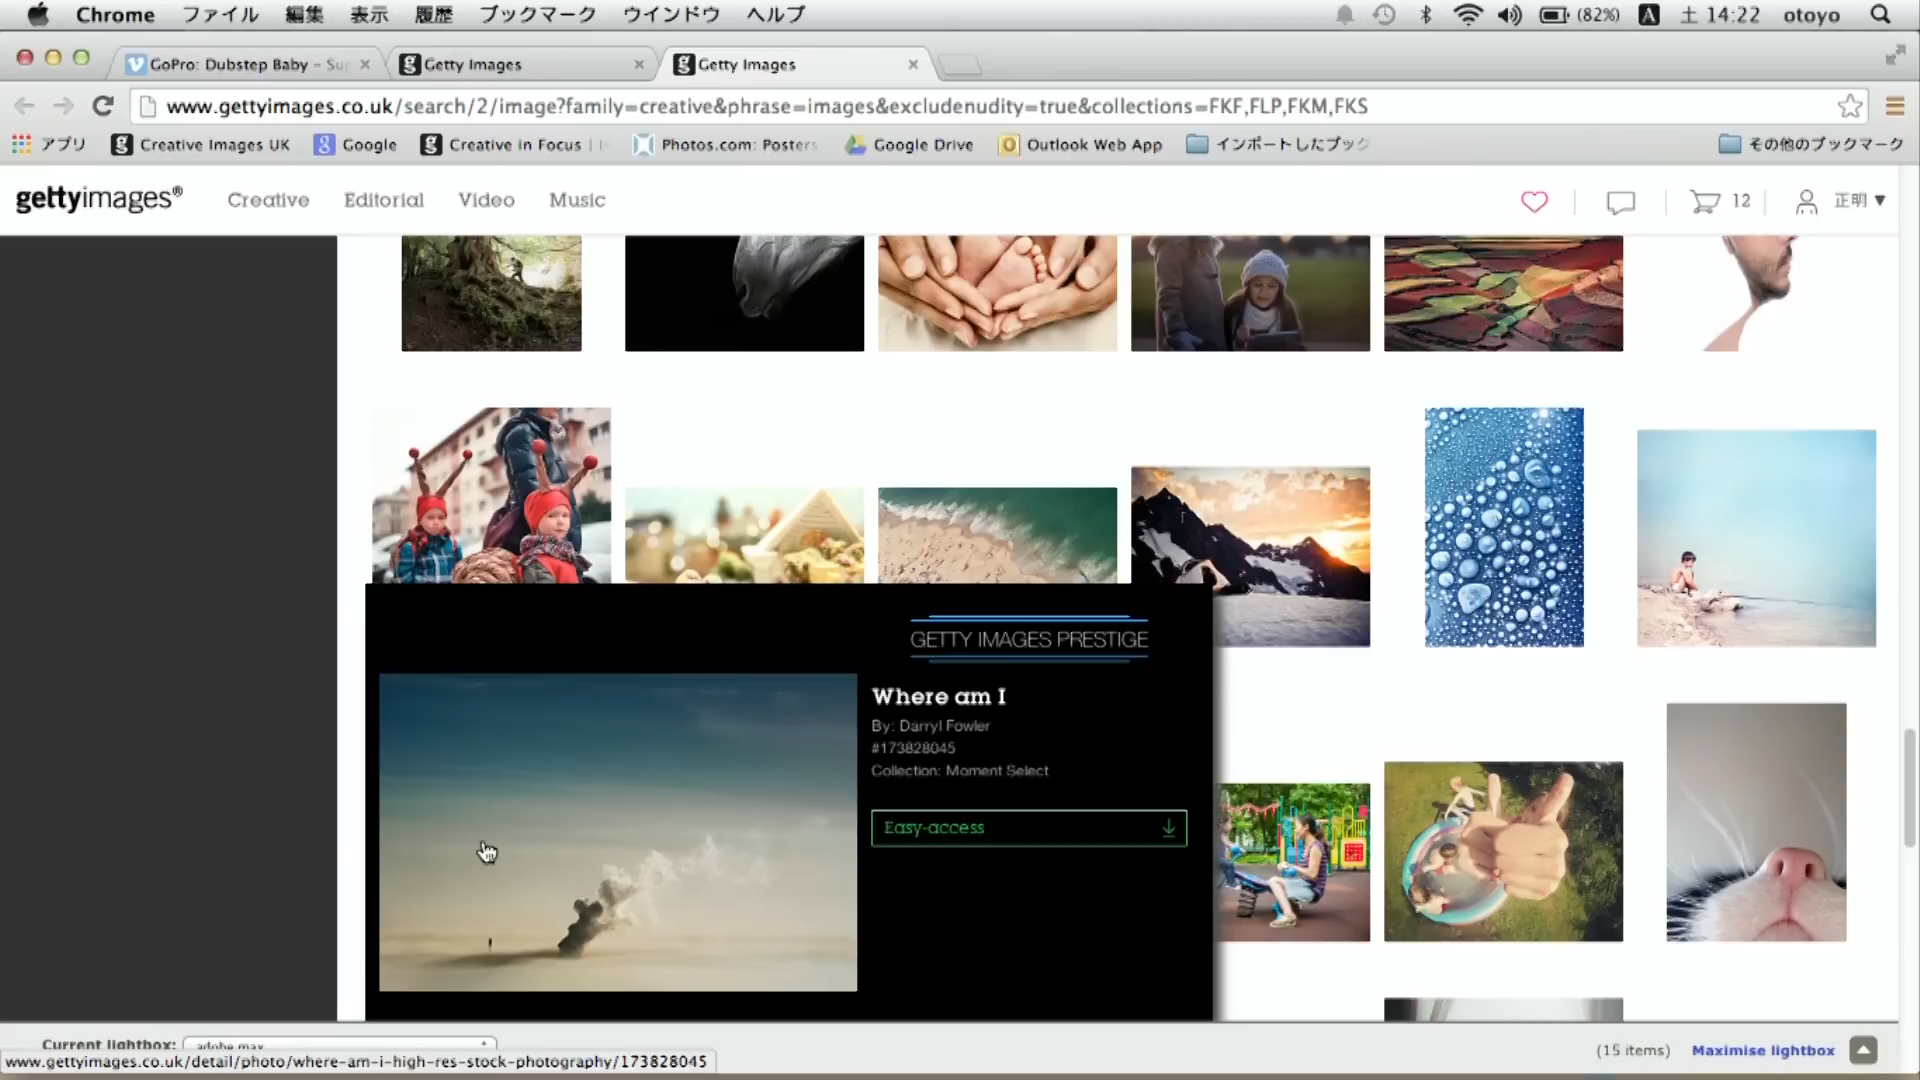 Chrome ファイル 編集 表示 履歴 ブックマーク ウインドウ ヘルプ (82%) A 土 14:22 otoyo
GoPro: Dubstep Baby – Su
Getty Images
Getty Images
www.gettyimages.co.uk/search/2/image?family=creative&phrase=images&excludenudity=true&collections=FKF,FLP,FKM,FKS
アプリ Creative Images UK Google Creative in Focus | Photos.com: Posters Google Drive Outlook Web App インポートしたブック その他のブックマーク
gettyimages® Creative Editorial Video Music 12 正明 ▼
GETTY IMAGES PRESTIGE
Where am I
By: Darryl Fowler
#173828045
Collection: Moment Select
Easy-access
Current lightbox: adobe max (15 items) Maximise lightbox
www.gettyimages.co.uk/detail/photo/where-am-i-high-res-stock-photography/173828045